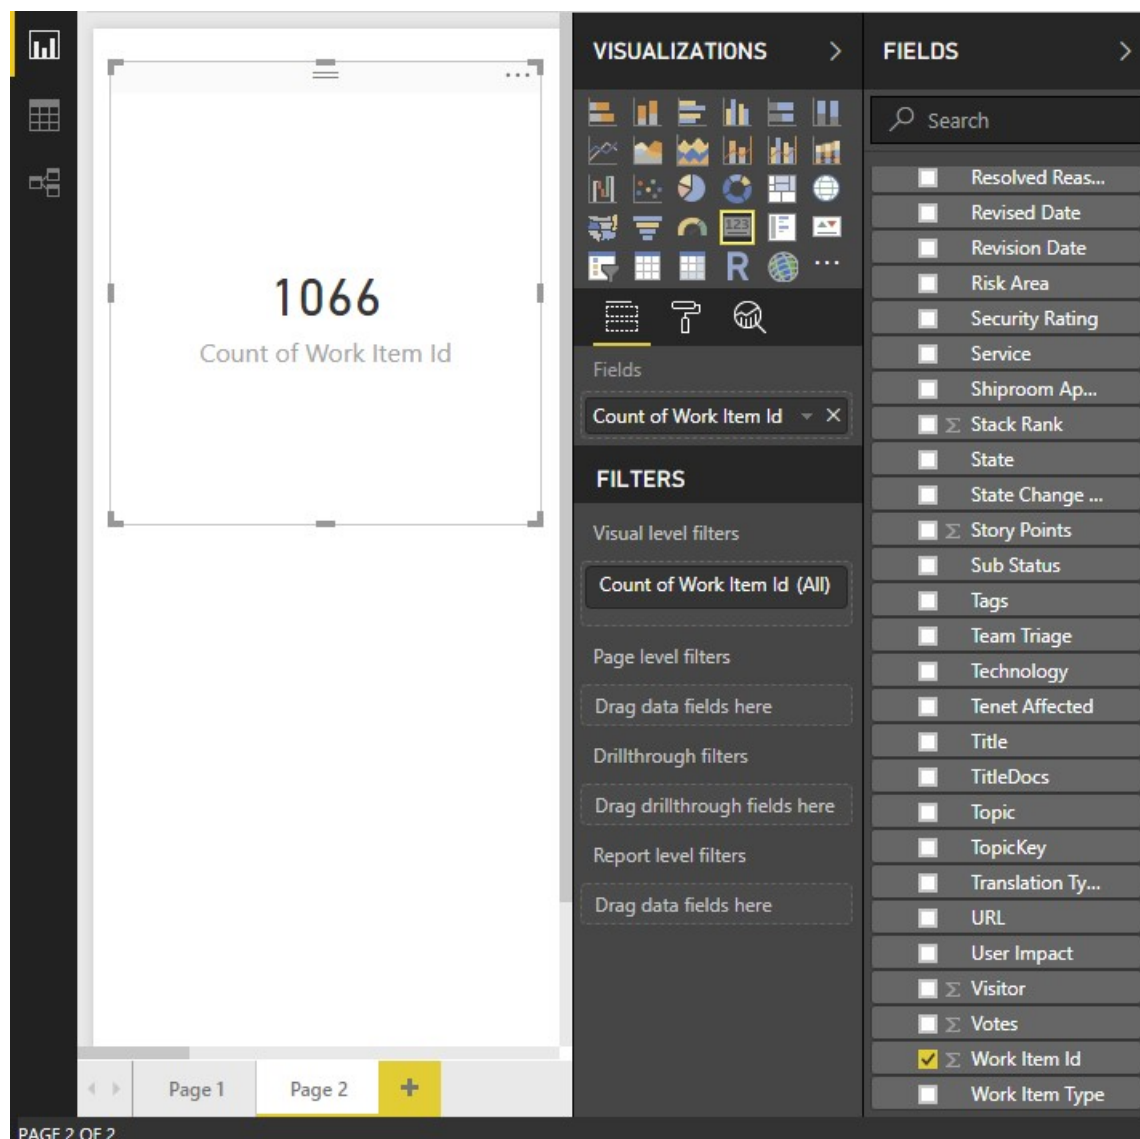 1066
Count of Work Item Id
Page 1
Page 2
+
PAGE 2 OF 2
VISUALIZATIONS
123
R
Fields
Count of Work Item Id
FILTERS
Visual level filters
Count of Work Item Id (All)
Page level filters
Drag data fields here
Drillthrough filters
Drag drillthrough fields here
Report level filters
Drag data fields here
FIELDS
Search
Resolved Reas...
Revised Date
Revision Date
Risk Area
Security Rating
Service
Shiproom Ap...
Σ Stack Rank
State
State Change ...
Σ Story Points
Sub Status
Tags
Team Triage
Technology
Tenet Affected
Title
TitleDocs
Topic
TopicKey
Translation Ty...
URL
User Impact
Σ Visitor
Σ Votes
Σ Work Item Id
Work Item Type